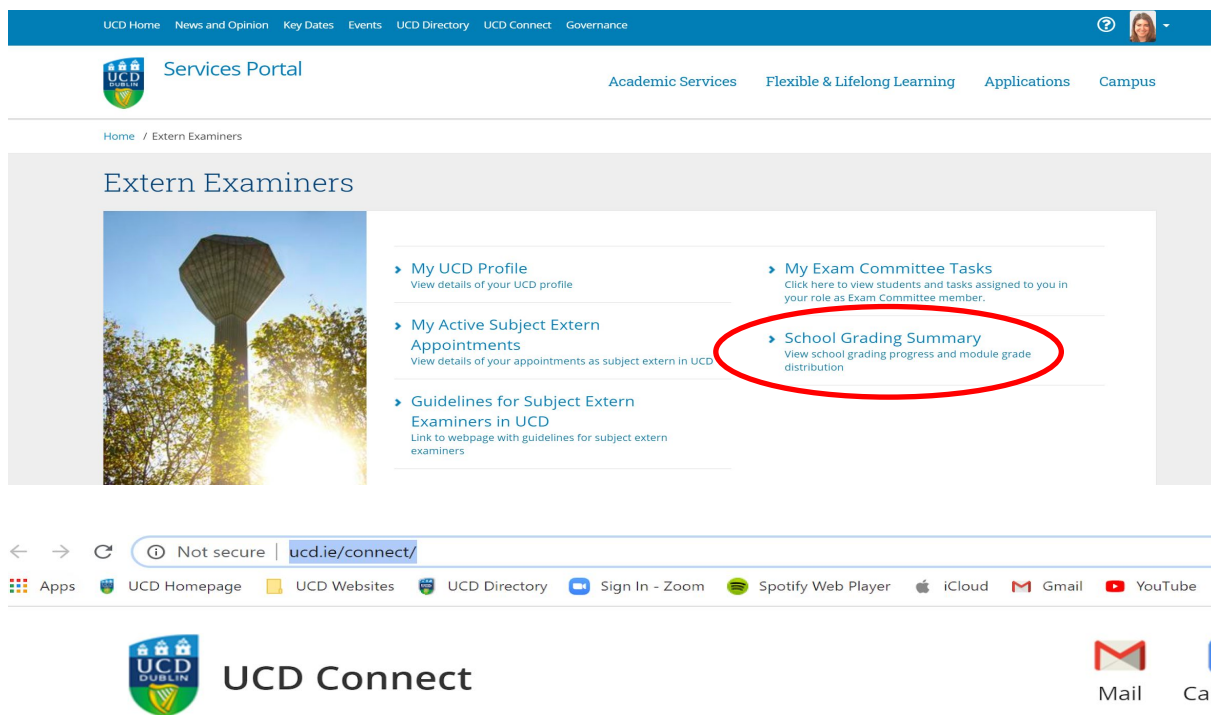 UCD Home News and Opinion Key Dates Events UCD Directory UCD Connect Governance
UCD
DUBLIN
Services Portal
Academic Services Flexible & Lifelong Learning Applications Campus
Home / Extern Examiners
Extern Examiners
My UCD Profile
View details of your UCD profile
My Active Subject Extern
Appointments
View details of your appointments as subject extern in UCD
Guidelines for Subject Extern
Examiners in UCD
Link to webpage with guidelines for subject extern
examiners
My Exam Committee Tasks
Click here to view students and tasks assigned to you in
your role as Exam Committee member.
School Grading Summary
View school grading progress and module grade
distribution
Not secure | ucd.ie/connect/
Apps UCD Homepage UCD Websites UCD Directory Sign In - Zoom Spotify Web Player iCloud Gmail YouTube
UCD
DUBLIN
UCD Connect
Mail Ca